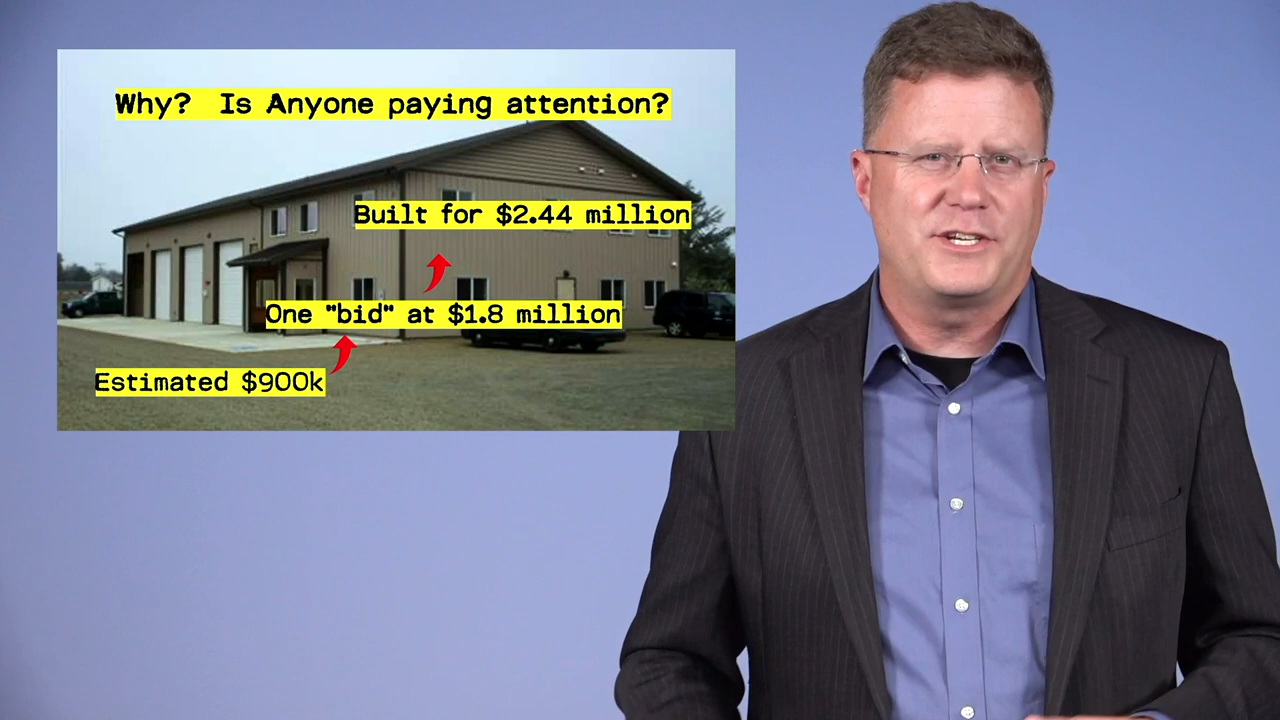 Why? Is Anyone paying attention?
Built for $2.44 million
One "bid" at $1.8 million
Estimated $900k